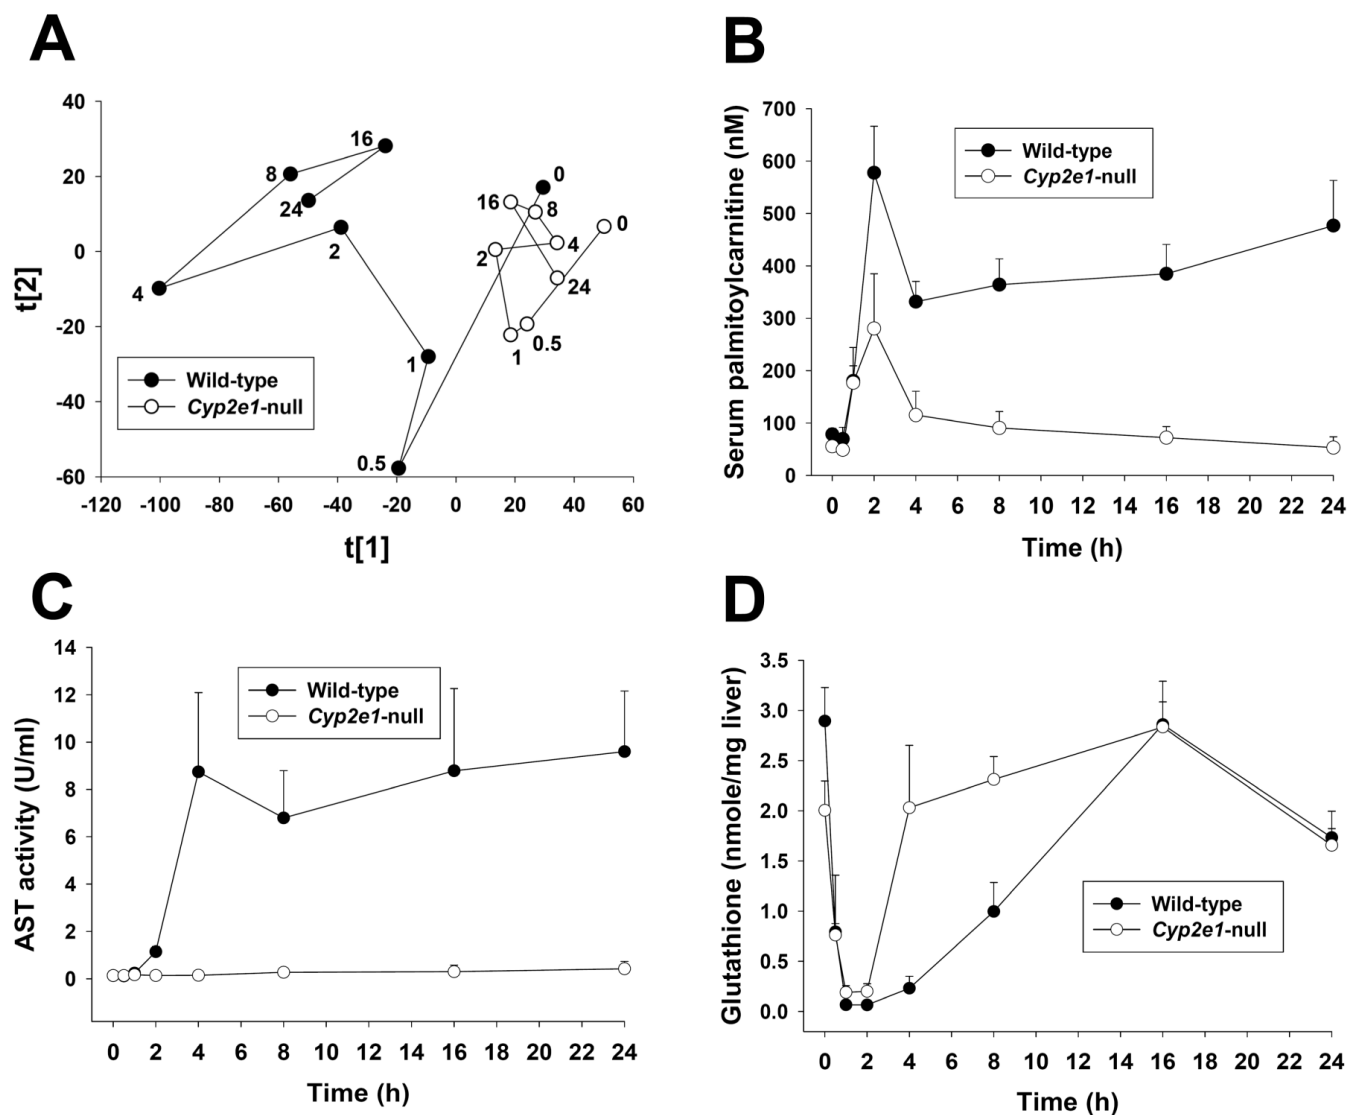 A
40
20
0
-20
-40
-60
t[2]
16
8
24
2
4
1
0.5
0
16
8
0
4
2
24
0.5
1
Wild-type
Cyp2e1-null
-120 -100 -80 -60 -40 -20 0 20 40 60
t[1]
B
700
600
500
400
300
200
100
0
Serum palmitoylcarnitine (nM)
Wild-type
Cyp2e1-null
0 2 4 6 8 10 12 14 16 18 20 22 24
Time (h)
C
14
12
10
8
6
4
2
0
AST activity (U/ml)
Wild-type
Cyp2e1-null
0 2 4 6 8 10 12 14 16 18 20 22 24
Time (h)
D
3.5
3.0
2.5
2.0
1.5
1.0
0.5
0.0
Glutathione (nmole/mg liver)
Wild-type
Cyp2e1-null
0 2 4 6 8 10 12 14 16 18 20 22 24
Time (h)